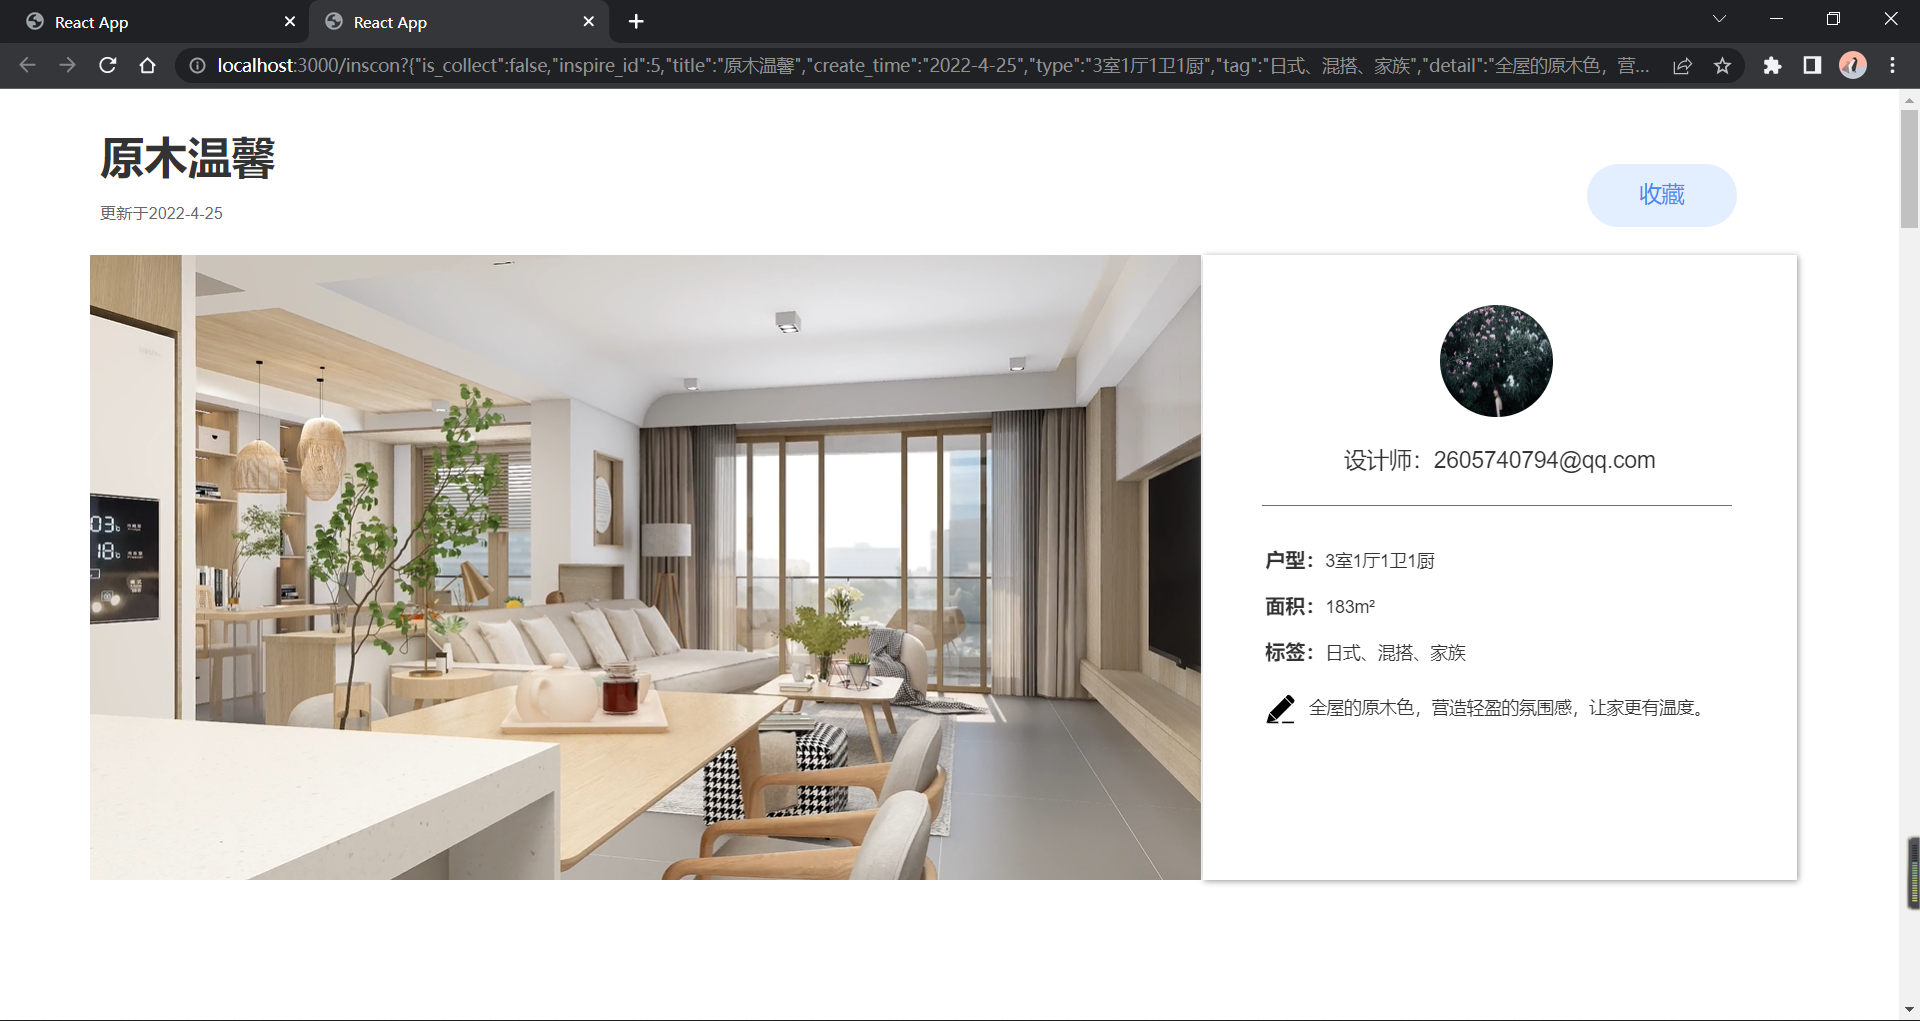 React App
React App
localhost:3000/inscon?{"is_collect":false,"inspire_id":5,"title":"原木温馨","create_time":"2022-4-25","type":"3室1厅1卫1厨","tag":"日式、混搭、家族","detail":"全屋的原木色，营...
原木温馨
更新于2022-4-25
收藏
03
18
设计师：2605740794@qq.com
户型：3室1厅1卫1厨
面积：183m²
标签：日式、混搭、家族
全屋的原木色，营造轻盈的氛围感，让家更有温度。